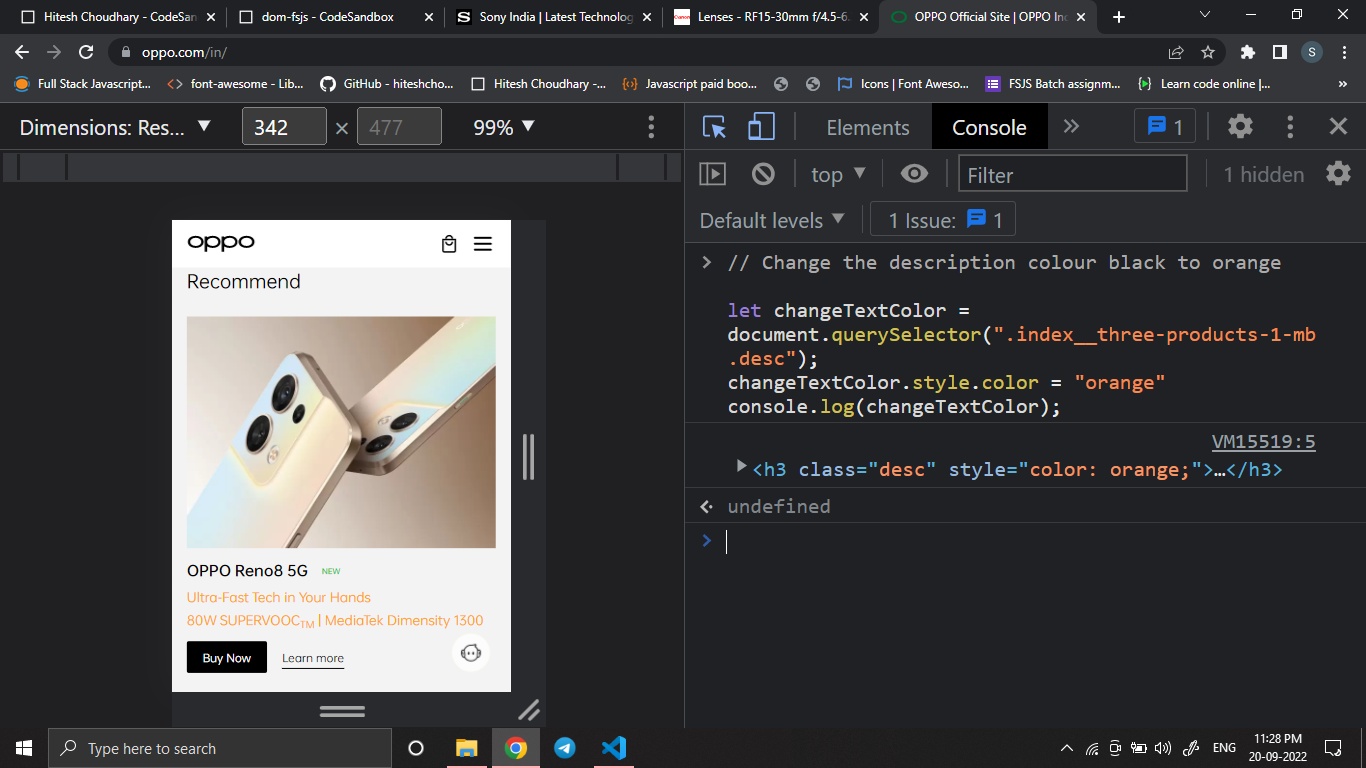 Hitesh Choudhary - CodeSan
dom-fsjs - CodeSandbox
Sony India | Latest Technolog
Lenses - RF15-30mm f/4.5-6.
OPPO Official Site | OPPO Inc
oppo.com/in/
S
Full Stack Javascript...
font-awesome - Lib...
GitHub - hiteshcho...
Hitesh Choudhary -...
Javascript paid boo...
Icons | Font Aweso...
FSJS Batch assignm...
Learn code online |...
»
Dimensions: Res...
342 × 477
99%
Elements
Console
1
top
Filter
1 hidden
Default levels
1 Issue: 1
// Change the description colour black to orange
let changeTextColor =
document.querySelector(".index__three-products-1-mb
.desc");
changeTextColor.style.color = "orange"
console.log(changeTextColor);
VM15519:5
<h3 class="desc" style="color: orange;">…</h3>
undefined
oppo
Recommend
OPPO Reno8 5G NEW
Ultra-Fast Tech in Your Hands
80W SUPERVOOCTM | MediaTek Dimensity 1300
Buy Now
Learn more
Type here to search
ENG
11:28 PM
20-09-2022